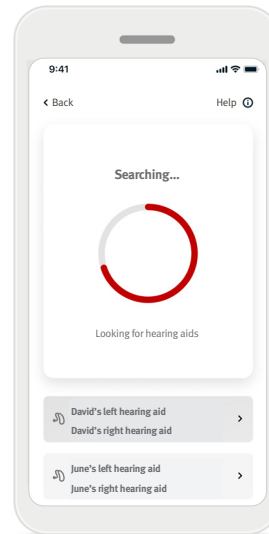 9:41
Back Help
Searching...
Looking for hearing aids
David's left hearing aid
David's right hearing aid
June's left hearing aid
June's right hearing aid